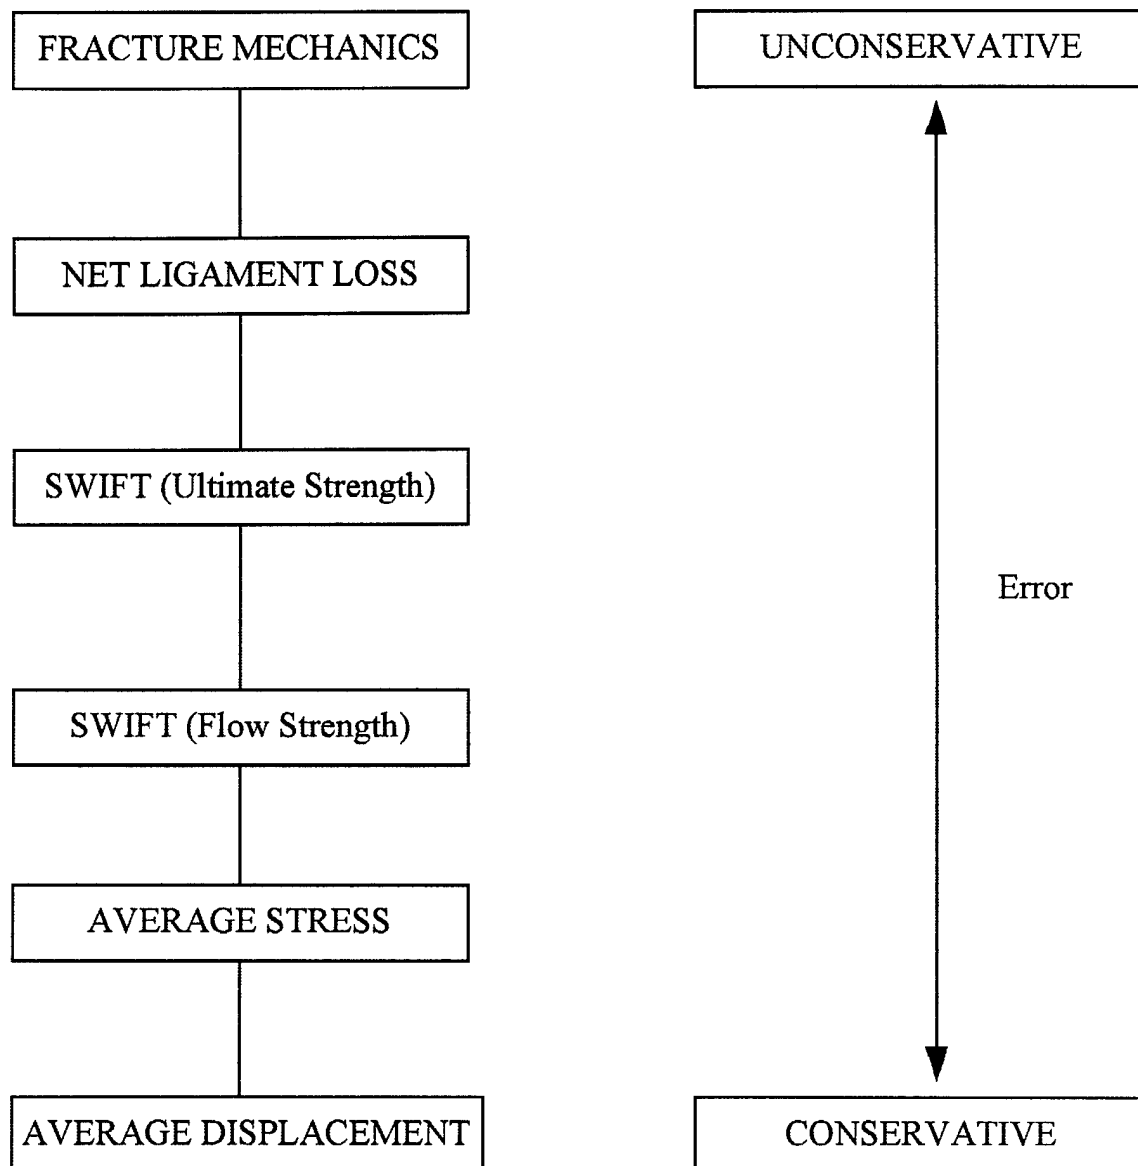 FRACTURE MECHANICS
UNCONSERVATIVE
NET LIGAMENT LOSS
SWIFT (Ultimate Strength)
Error
SWIFT (Flow Strength)
AVERAGE STRESS
AVERAGE DISPLACEMENT
CONSERVATIVE